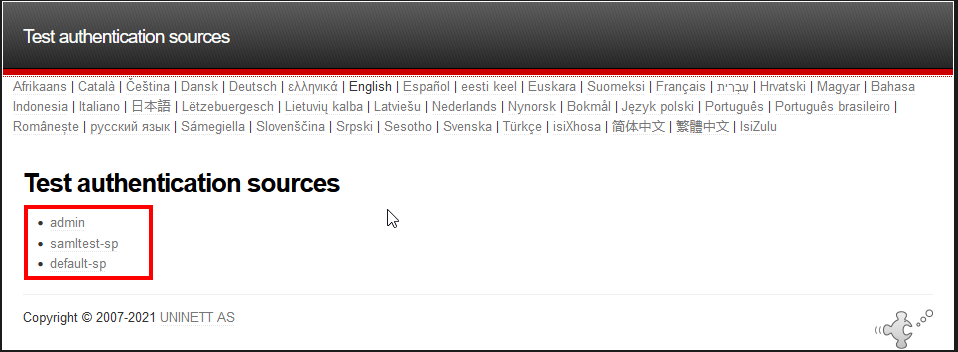 Test authentication sources
Afrikaans | Català | Čeština | Dansk | Deutsch | ελληνικά | English | Español | eesti keel | Euskara | Suomeksi | Français | עִבְרִית | Hrvatski | Magyar | Bahasa
Indonesia | Italiano | 日本語 | Lëtzebuergesch | Lietuvių kalba | Latviešu | Nederlands | Nynorsk | Bokmål | Język polski | Português | Português brasileiro |
Românește | русский язык | Sámegiella | Slovenščina | Srpski | Sesotho | Svenska | Türkçe | isiXhosa | 简体中文 | 繁體中文 | IsiZulu
Test authentication sources
• admin
• samltest-sp
• default-sp
Copyright © 2007-2021 UNINETT AS